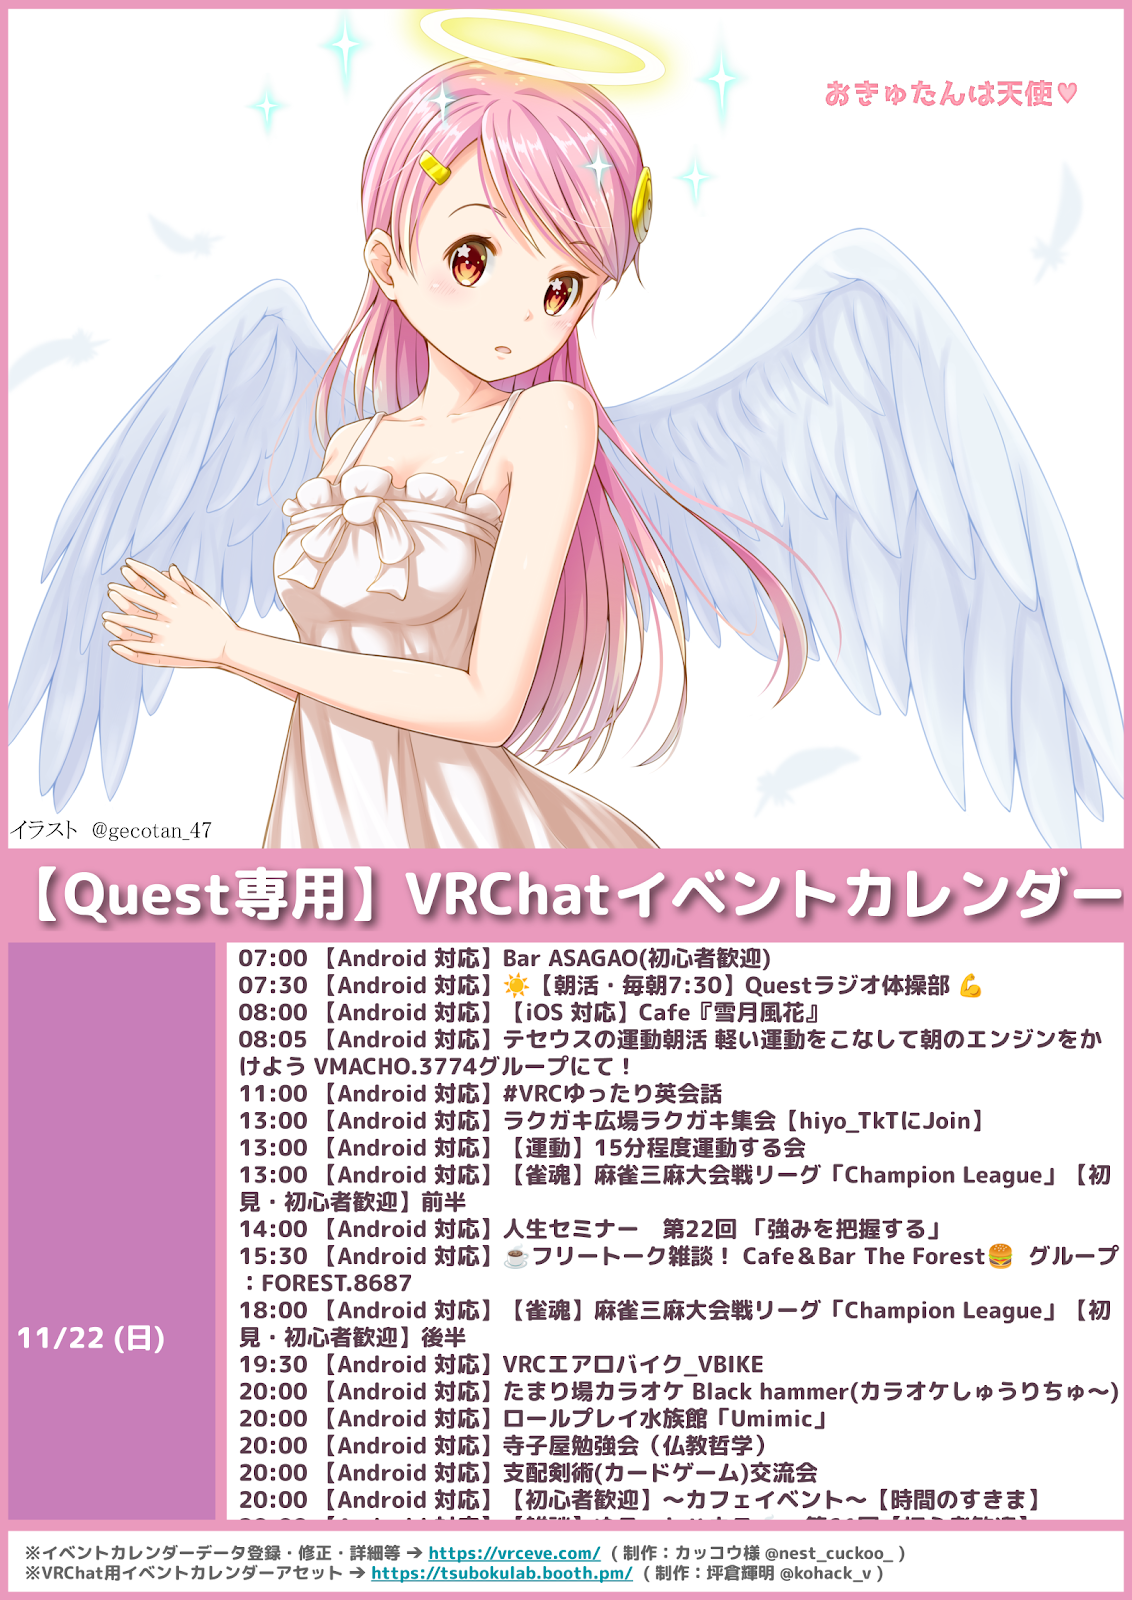 おきゅたんは天使♥
イラスト @gecotan_47
【Quest専用】VRChatイベントカレンダー
11/22 (日)
07:00 【Android 対応】Bar ASAGAO(初心者歓迎)
07:30 【Android 対応】☀️【朝活・毎朝7:30】Questラジオ体操部 💪
08:00 【Android 対応】【iOS 対応】Cafe『雪月風花』
08:05 【Android 対応】テセウスの運動朝活 軽い運動をこなして朝のエンジンをか
けよう VMACHO.3774グループにて！
11:00 【Android 対応】#VRCゆったり英会話
13:00 【Android 対応】ラクガキ広場ラクガキ集会【hiyo_TkTにJoin】
13:00 【Android 対応】【運動】15分程度運動する会
13:00 【Android 対応】【雀魂】麻雀三麻大会戦リーグ「Champion League」【初
見・初心者歓迎】前半
14:00 【Android 対応】人生セミナー　第22回 「強みを把握する」
15:30 【Android 対応】☕フリートーク雑談！ Cafe＆Bar The Forest🍔 グループ
：FOREST.8687
18:00 【Android 対応】【雀魂】麻雀三麻大会戦リーグ「Champion League」【初
見・初心者歓迎】後半
19:30 【Android 対応】VRCエアロバイク_VBIKE
20:00 【Android 対応】たまり場カラオケ Black hammer(カラオケしゅうりちゅ〜)
20:00 【Android 対応】ロールプレイ水族館「Umimic」
20:00 【Android 対応】寺子屋勉強会（仏教哲学）
20:00 【Android 対応】支配剣術(カードゲーム)交流会
20:00 【Android 対応】【初心者歓迎】〜カフェイベント〜【時間のすきま】
※イベントカレンダーデータ登録・修正・詳細等 → https://vrceve.com/ ( 制作：カッコウ様 @nest_cuckoo_ )
※VRChat用イベントカレンダーアセット → https://tsubokulab.booth.pm/ ( 制作：坪倉輝明 @kohack_v )